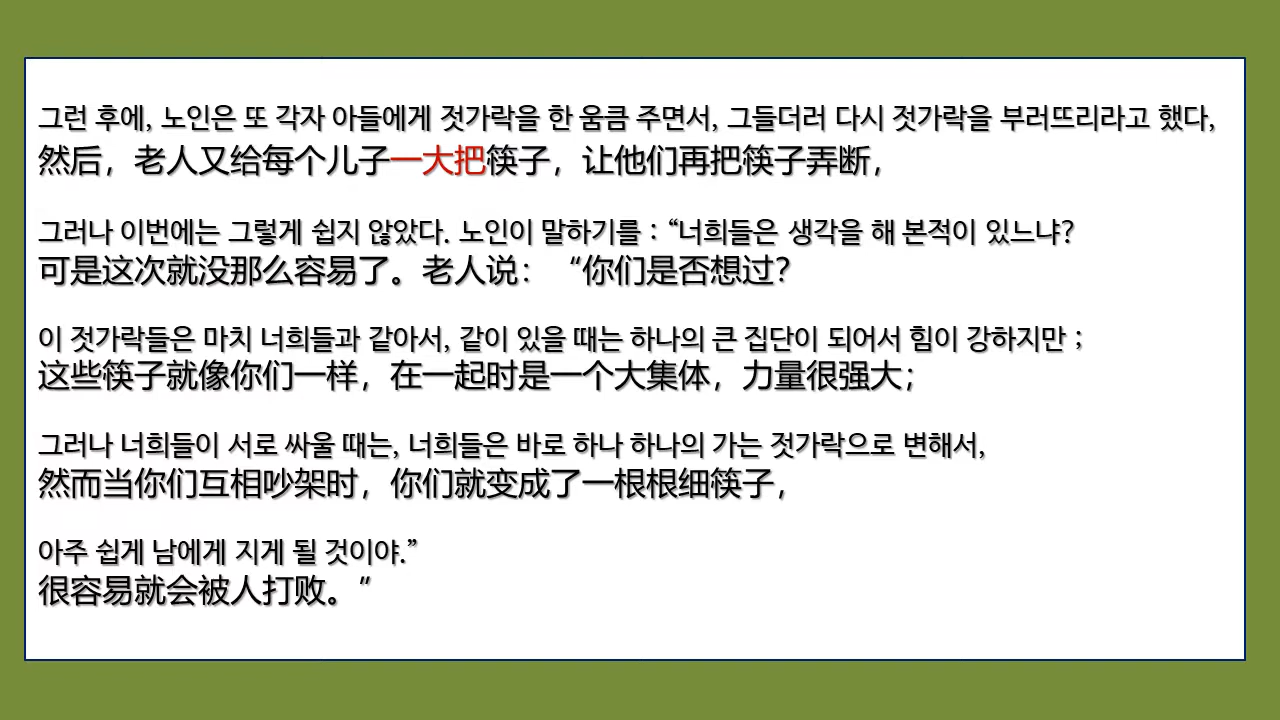 그런 후에, 노인은 또 각자 아들에게 젓가락을 한 움큼 주면서, 그들더러 다시 젓가락을 부러뜨리라고 했다,
然后，老人又给每个儿子一大把筷子，让他们再把筷子弄断，
그러나 이번에는 그렇게 쉽지 않았다. 노인이 말하기를 : “너희들은 생각을 해 본적이 있느냐?
可是这次就没那么容易了。老人说： “你们是否想过?
이 젓가락들은 마치 너희들과 같아서, 같이 있을 때는 하나의 큰 집단이 되어서 힘이 강하지만 ;
这些筷子就像你们一样，在一起时是一个大集体，力量很强大；
그러나 너희들이 서로 싸울 때는, 너희들은 바로 하나 하나의 가는 젓가락으로 변해서,
然而当你们互相吵架时，你们就变成了一根根细筷子，
아주 쉽게 남에게 지게 될 것이야.”
很容易就会被人打败。”